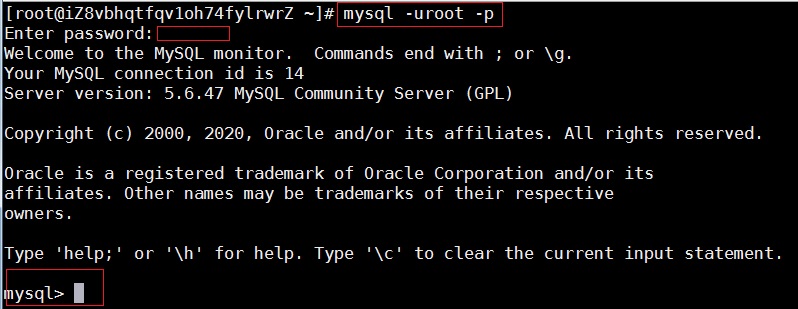 [root@iZ8vbhqtfqv1oh74fylrwrZ ~]# mysql -uroot -p
Enter password:
Welcome to the MySQL monitor.  Commands end with ; or \g.
Your MySQL connection id is 14
Server version: 5.6.47 MySQL Community Server (GPL)
Copyright (c) 2000, 2020, Oracle and/or its affiliates. All rights reserved.
Oracle is a registered trademark of Oracle Corporation and/or its
affiliates. Other names may be trademarks of their respective
owners.
Type 'help;' or '\h' for help. Type '\c' to clear the current input statement.
mysql>